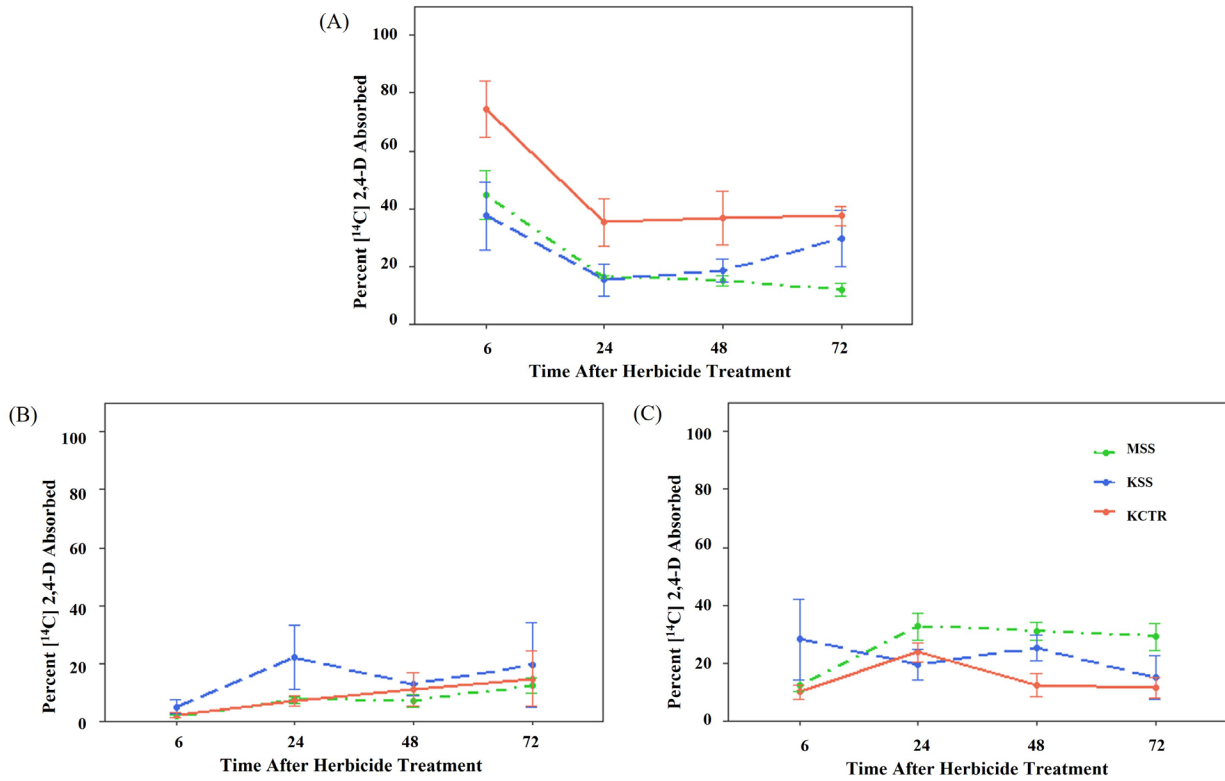 (A)
100
80
60
40
20
0
Percent [¹⁴C] 2,4-D Absorbed
6 24 48 72
Time After Herbicide Treatment
(B)
100
80
60
40
20
0
Percent [¹⁴C] 2,4-D Absorbed
6 24 48 72
Time After Herbicide Treatment
(C)
100
80
60
40
20
0
Percent [¹⁴C] 2,4-D Absorbed
MSS
KSS
KCTR
6 24 48 72
Time After Herbicide Treatment